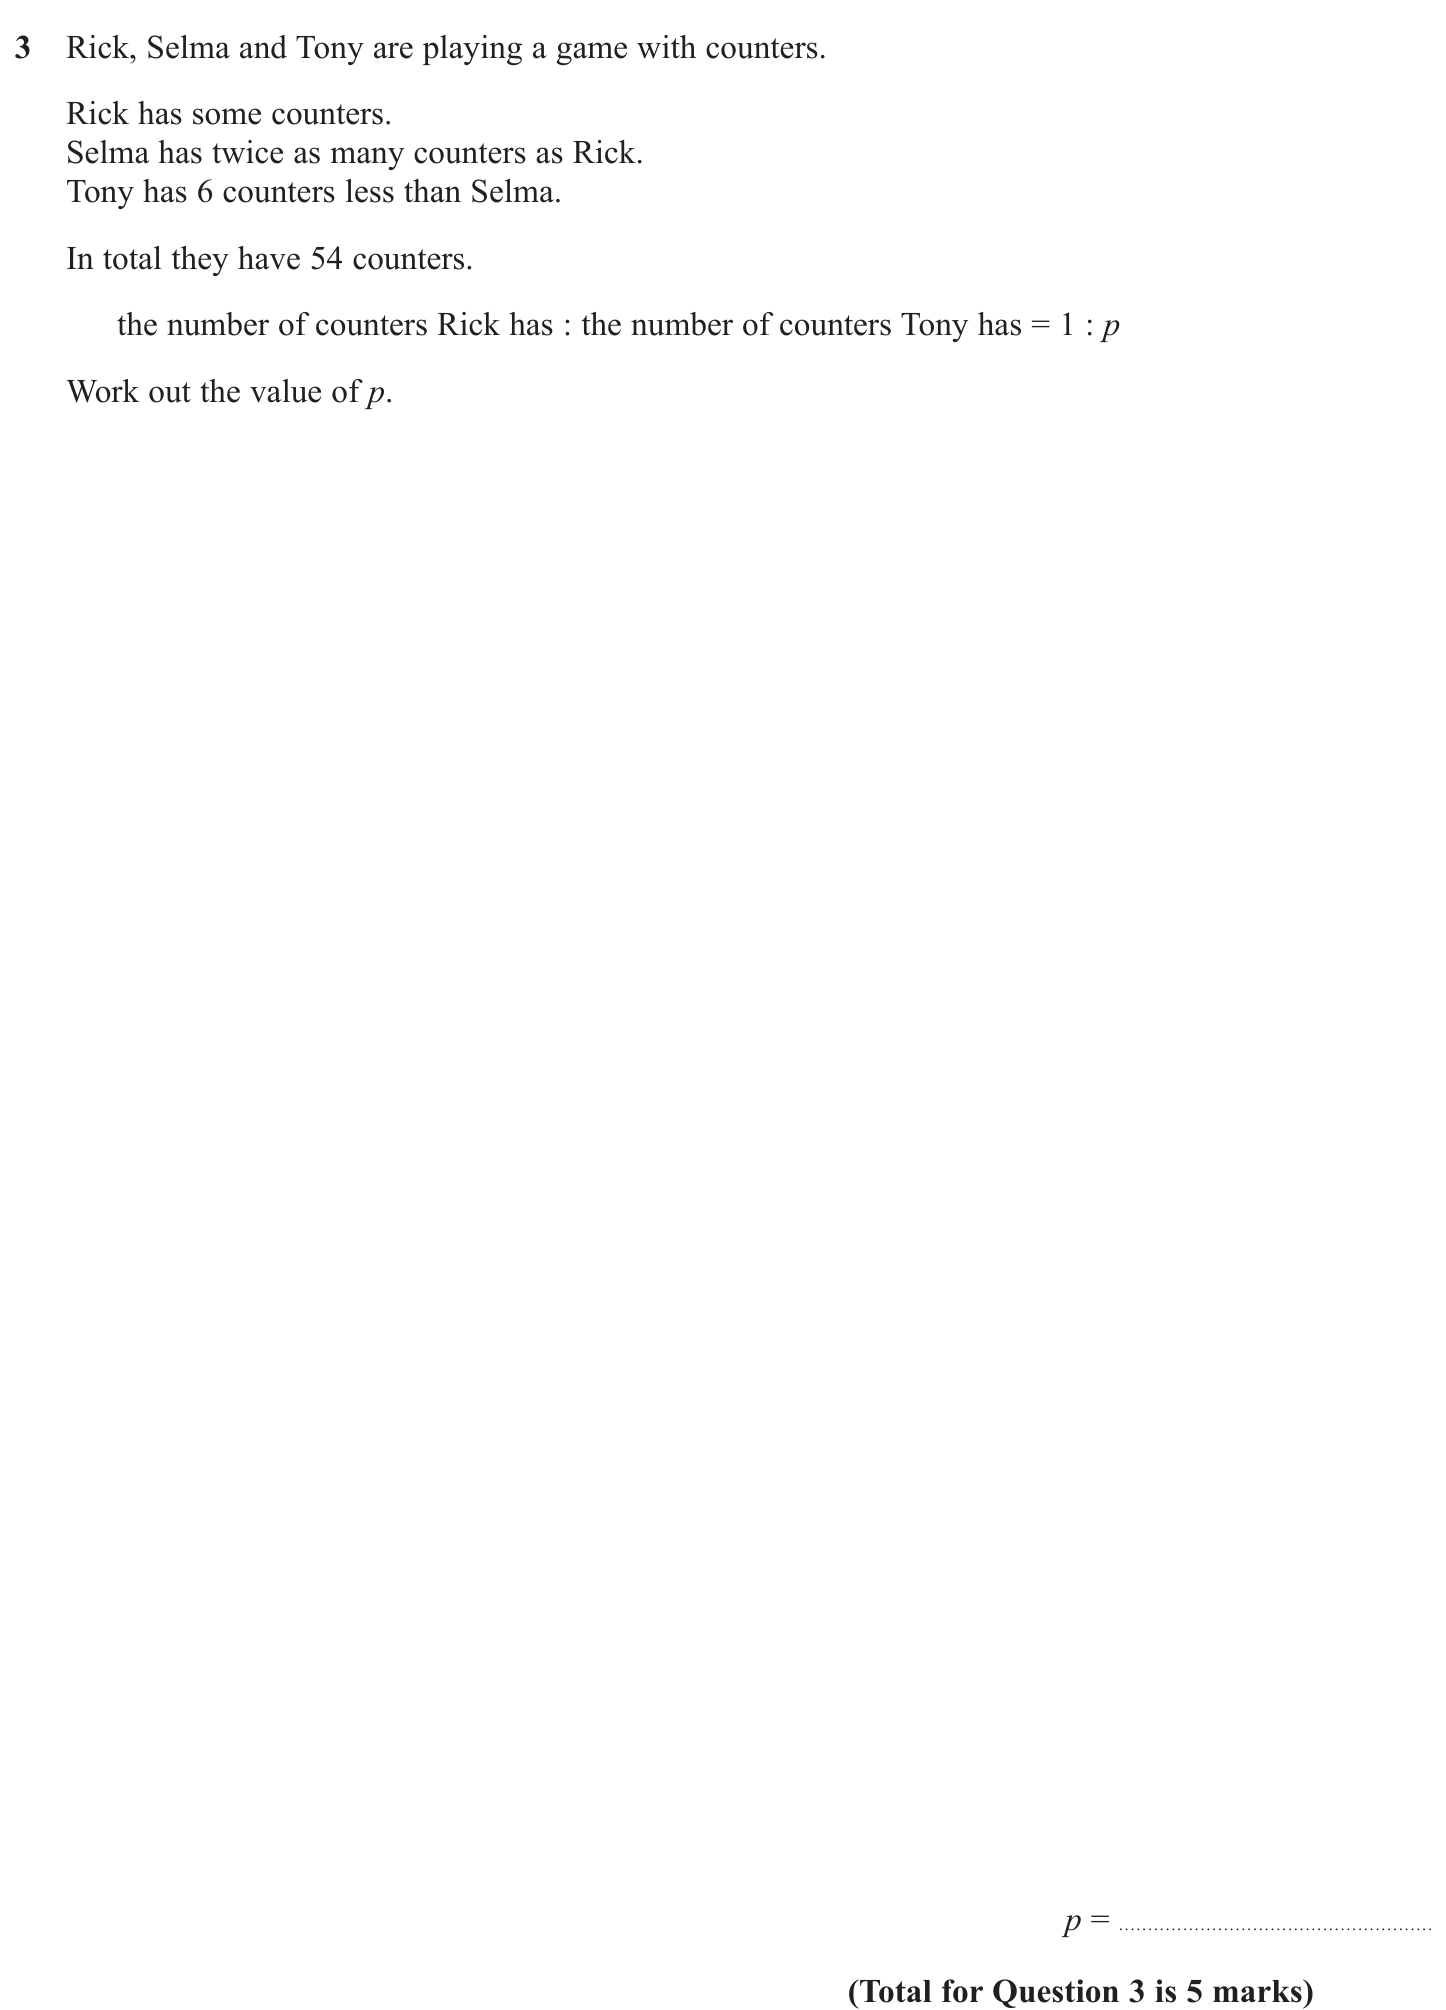 3 Rick, Selma and Tony are playing a game with counters.
Rick has some counters.
Selma has twice as many counters as Rick.
Tony has 6 counters less than Selma.
In total they have 54 counters.
the number of counters Rick has : the number of counters Tony has = 1 : p
Work out the value of p.
p = ......................................................
(Total for Question 3 is 5 marks)